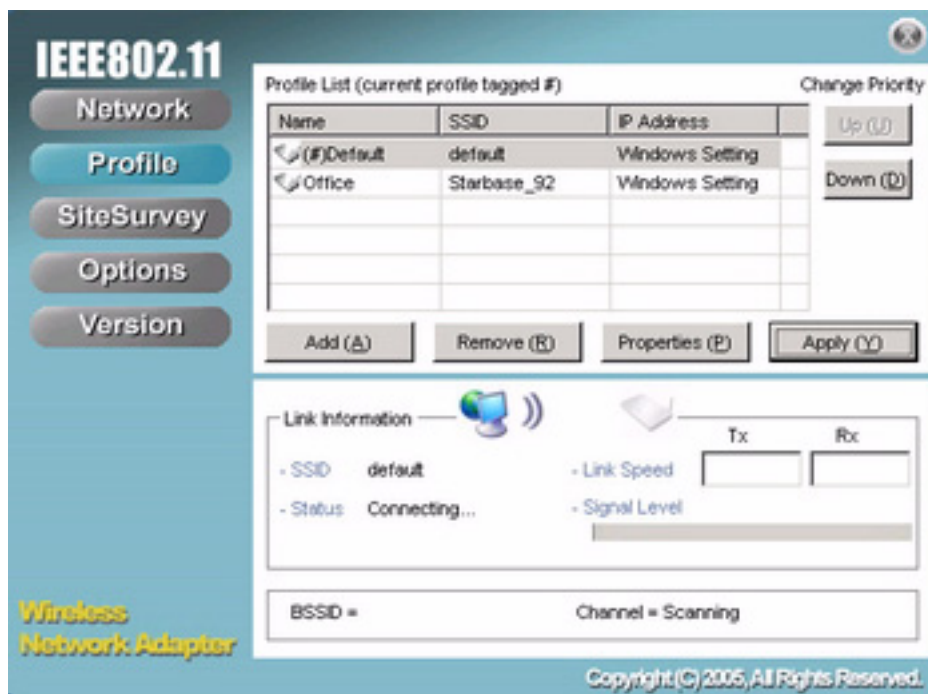 IEEE802.11
Network
Profile
SiteSurvey
Options
Version
Wireless
Network Adapter
Profile List (current profile tagged #)
Change Priority
Name SSID IP Address
(#)Default default Windows Setting
Office Starbase_92 Windows Setting
Up (U)
Down (D)
Add (A) Remove (R) Properties (P) Apply (Y)
Link Information
Tx Rx
- SSID default - Link Speed
- Status Connecting... - Signal Level
BSSID = Channel = Scanning
Copyright (C) 2005, All Rights Reserved.